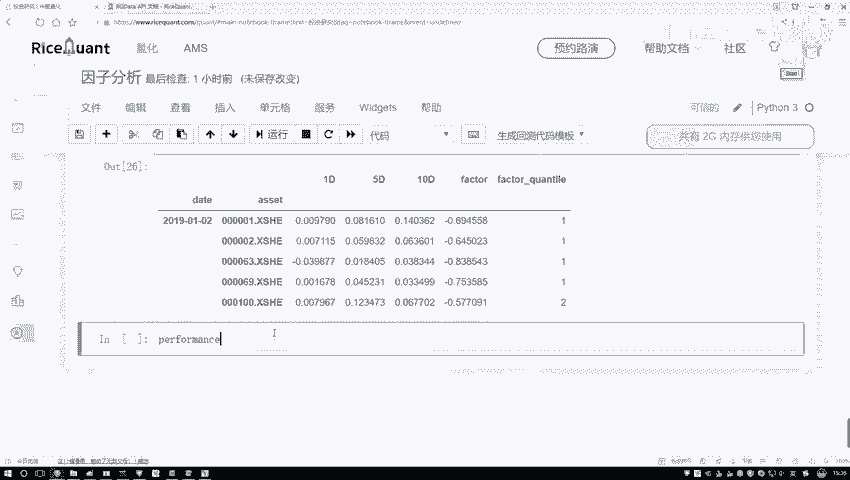 RiceQuant 量化 AMS 预约路演 帮助文档 社区
因子分析 最后检查: 1 小时前 (未保存改变)
文件 编辑 查看 插入 单元格 服务 Widgets 帮助 可信的 Python 3
运行 代码 生成回测代码模板 共有 2G 内存供您使用
Out[26]:
1D 5D 10D factor factor_quantile
date asset
2019-01-02 000001.XSHE 0.009790 0.081610 0.140362 -0.694558 1
000002.XSHE 0.007115 0.059832 0.063601 -0.645023 1
000063.XSHE -0.039877 0.018405 0.038344 -0.838543 1
000069.XSHE 0.001678 0.045231 0.033499 -0.753585 1
000100.XSHE 0.007967 0.123473 0.067702 -0.577091 2
In [ ]: performance